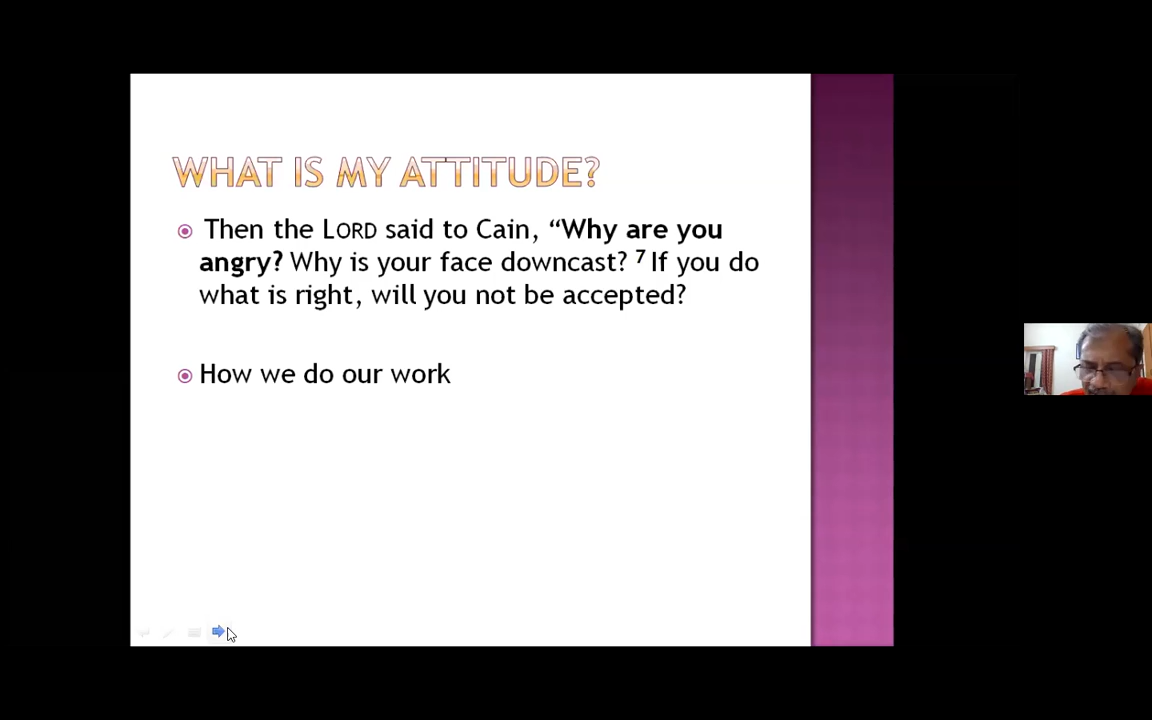 WHAT IS MY ATTITUDE?
Then the LORD said to Cain, “Why are you
angry? Why is your face downcast? ⁷ If you do
what is right, will you not be accepted?
How we do our work